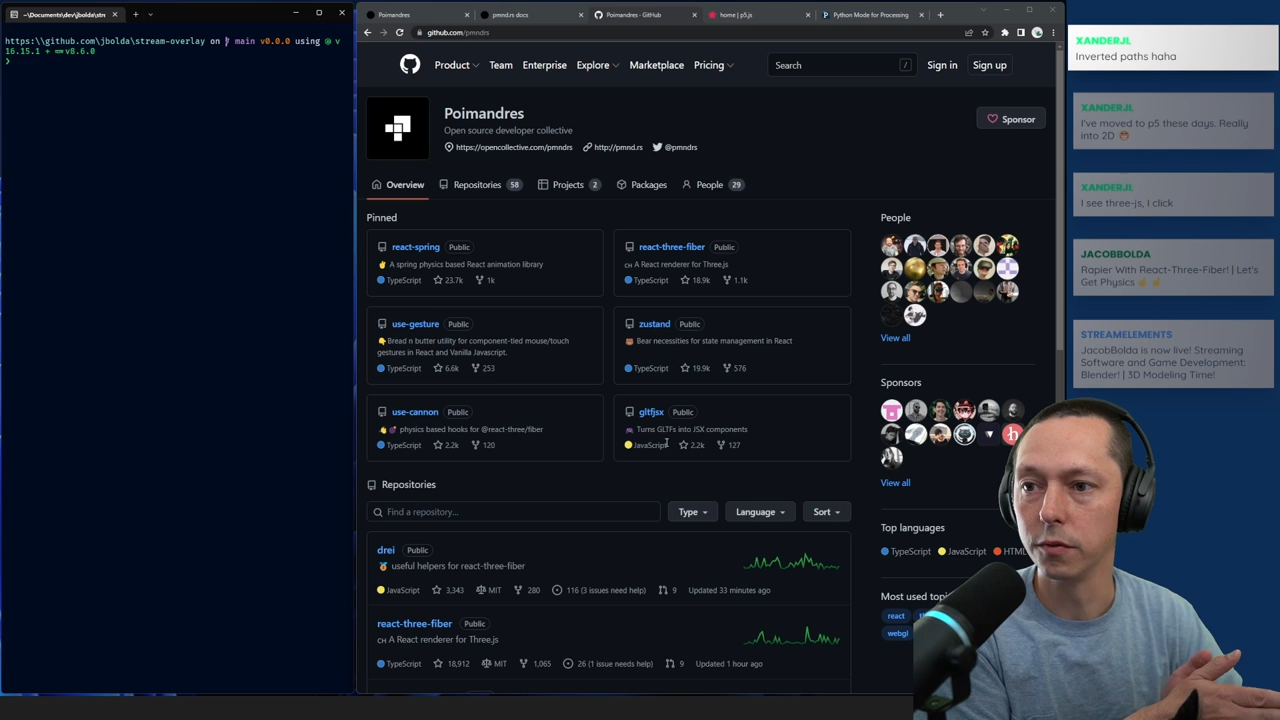 ~\Documents\dev\jbolda\stre
https:\\github.com\jbolda\stream-overlay on main v0.0.0 using v
16.15.1 + v8.6.0
Poimandres
pmnd.rs docs
Poimandres · GitHub
home | p5.js
Python Mode for Processing
github.com/pmndrs
Product
Team
Enterprise
Explore
Marketplace
Pricing
Search
/
Sign in
Sign up
Poimandres
Open source developer collective
https://opencollective.com/pmndrs
http://pmnd.rs
@pmndrs
Sponsor
Overview
Repositories 58
Projects 2
Packages
People 29
Pinned
react-spring Public
A spring physics based React animation library
TypeScript 23.7k 1k
react-three-fiber Public
A React renderer for Three.js
TypeScript 18.9k 1.1k
use-gesture Public
Bread n butter utility for component-tied mouse/touch
gestures in React and Vanilla Javascript.
TypeScript 6.6k 253
zustand Public
Bear necessities for state management in React
TypeScript 19.9k 576
use-cannon Public
physics based hooks for @react-three/fiber
TypeScript 2.2k 120
gltfjsx Public
Turns GLTFs into JSX components
JavaScript 2.2k 127
Repositories
Find a repository...
Type
Language
Sort
drei Public
useful helpers for react-three-fiber
JavaScript 3,343 MIT 280 116 (3 issues need help) 9 Updated 33 minutes ago
react-three-fiber Public
A React renderer for Three.js
TypeScript 18,912 MIT 1,065 26 (1 issue needs help) 9 Updated 1 hour ago
People
View all
Sponsors
View all
Top languages
TypeScript JavaScript HTML
Most used topics
react
webgl
XANDERJL
Inverted paths haha
XANDERJL
I've moved to p5 these days. Really
into 2D
XANDERJL
I see three-js, I click
JACOBBOLDA
Rapier With React-Three-Fiber! | Let's
Get Physics
STREAMELEMENTS
JacobBolda is now live! Streaming
Software and Game Development:
Blender! | 3D Modeling Time!